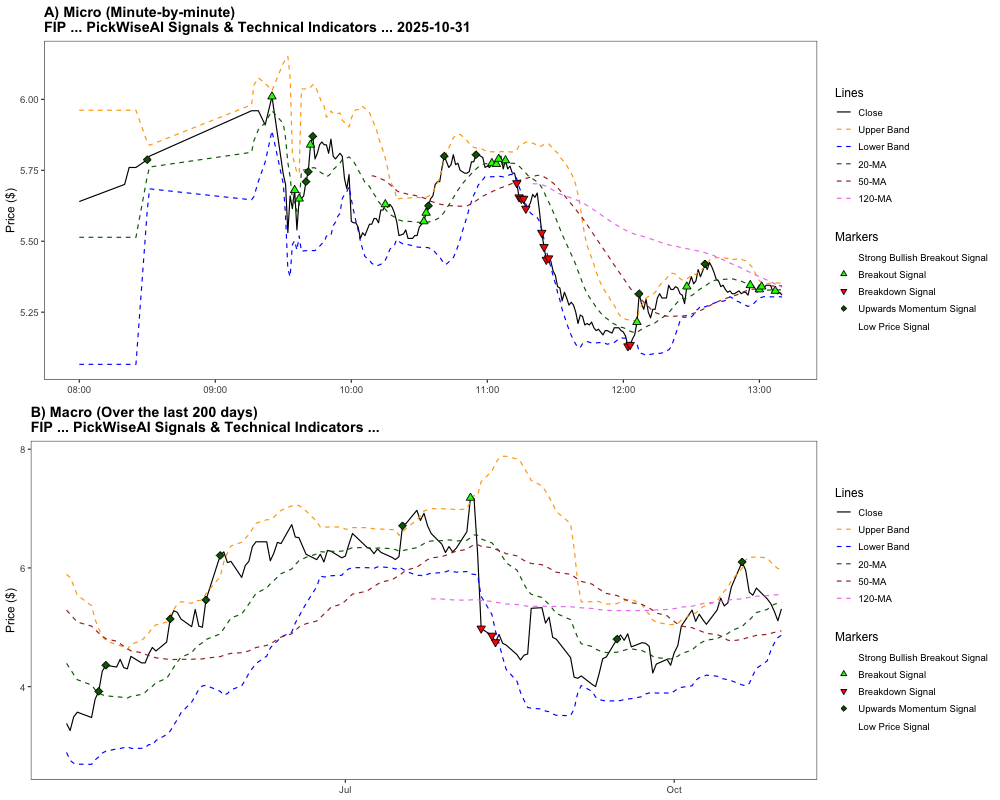 A) Micro (Minute-by-minute)
FIP ... PickWiseAI Signals & Technical Indicators ... 2025-10-31
Price ($)
6.00
5.75
5.50
5.25
08:00
09:00
10:00
11:00
12:00
13:00
Lines
Close
Upper Band
Lower Band
20-MA
50-MA
120-MA
Markers
Strong Bullish Breakout Signal
Breakout Signal
Breakdown Signal
Upwards Momentum Signal
Low Price Signal
B) Macro (Over the last 200 days)
FIP ... PickWiseAI Signals & Technical Indicators ...
Price ($)
8
6
4
Jul
Oct
Lines
Close
Upper Band
Lower Band
20-MA
50-MA
120-MA
Markers
Strong Bullish Breakout Signal
Breakout Signal
Breakdown Signal
Upwards Momentum Signal
Low Price Signal